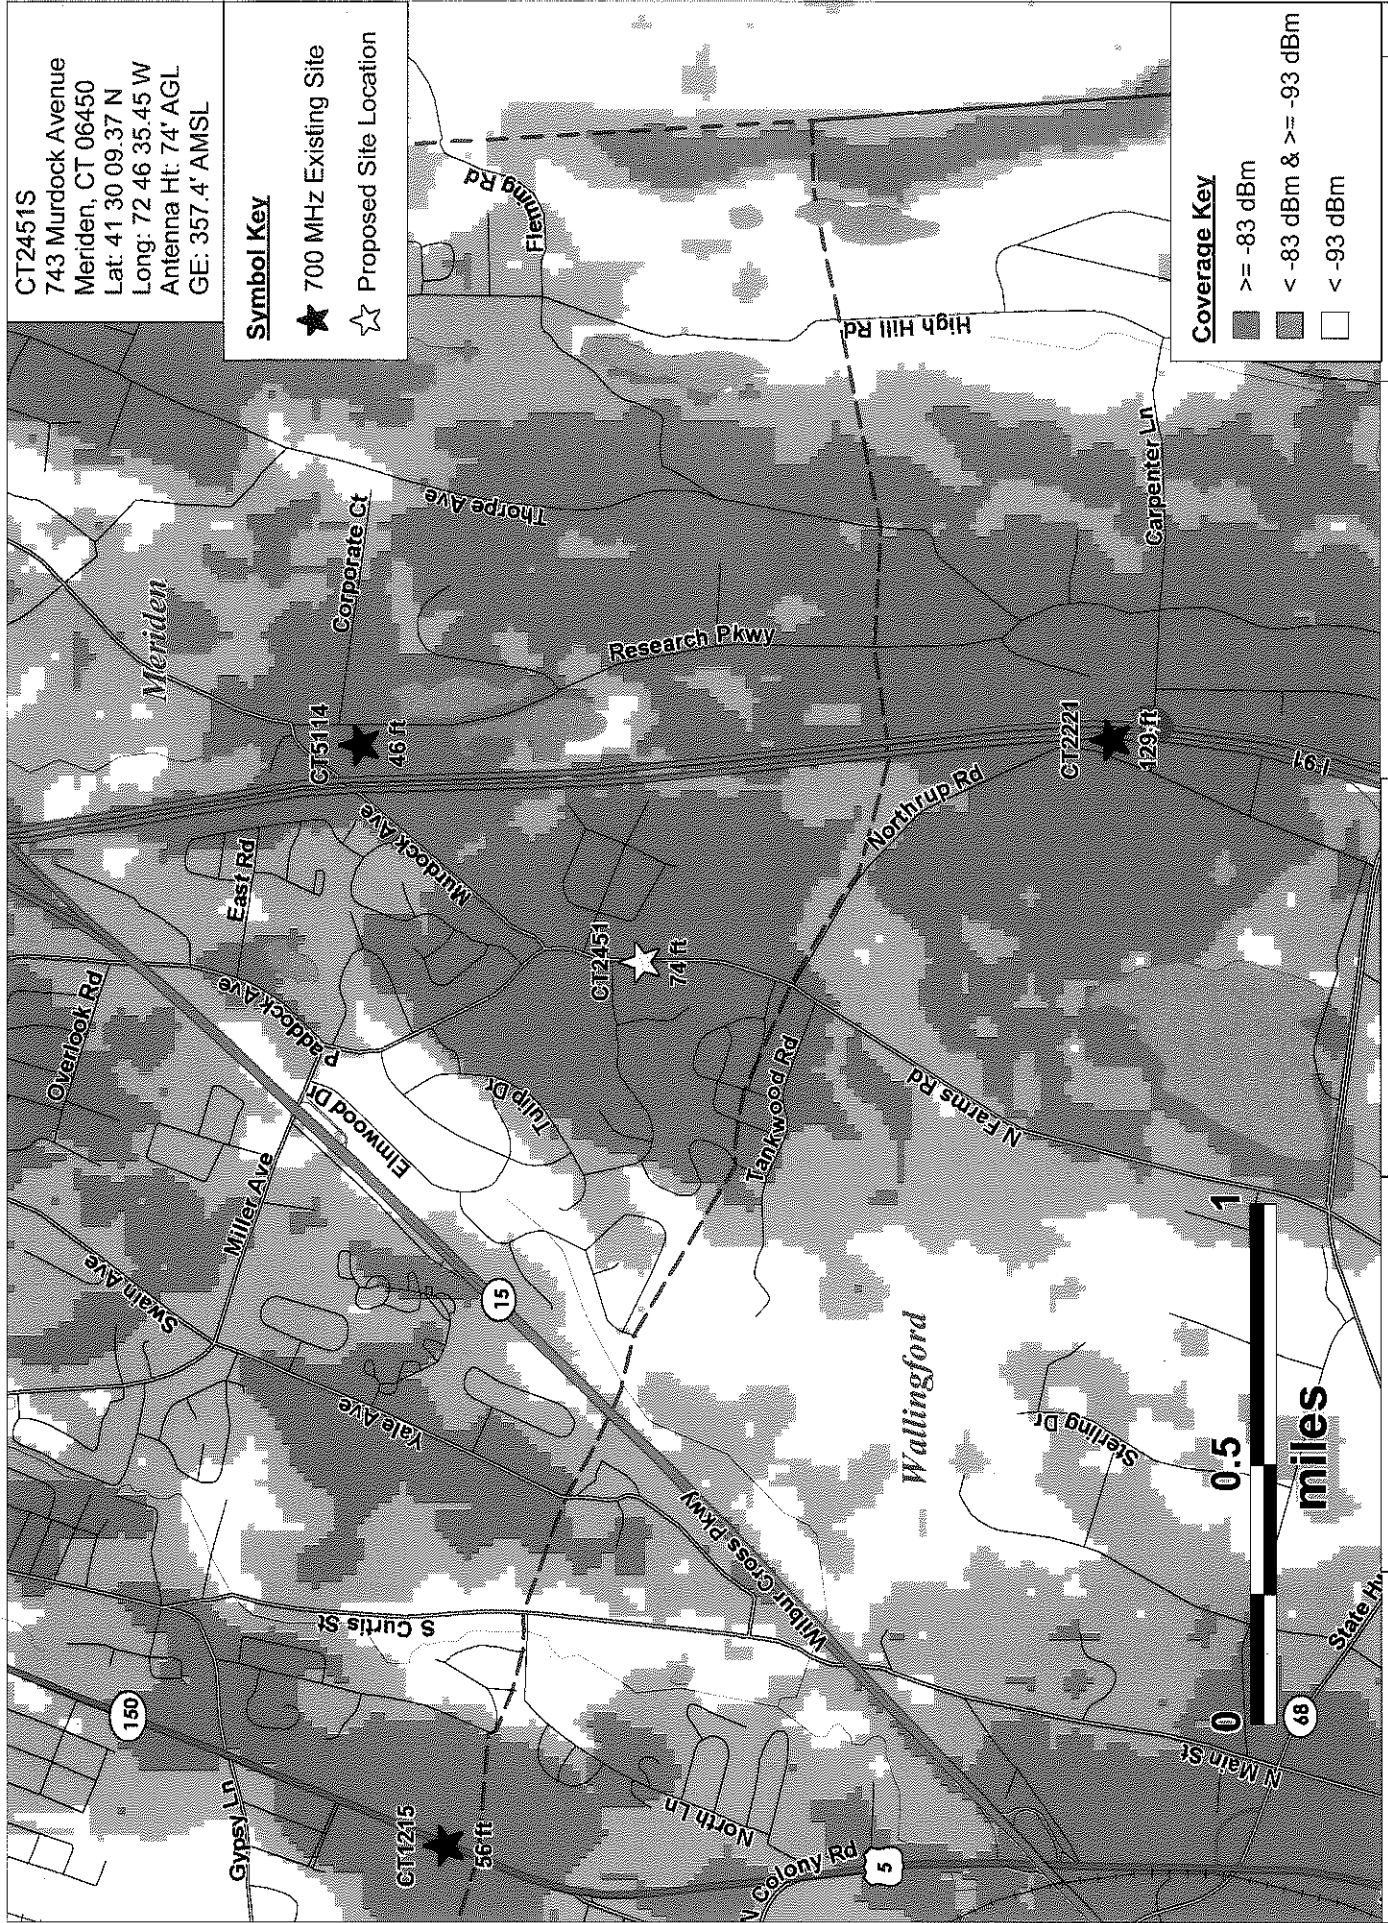 CT2451S
743 Murdock Avenue
Meriden, CT 06450
Lat: 41 30 09.37 N
Long: 72 46 35.45 W
Antenna Ht: 74' AGL
GE: 357.4' AMSL
Symbol Key
700 MHz Existing Site
Proposed Site Location
Coverage Key
>= -83 dBm
< -83 dBm & >= -93 dBm
< -93 dBm
Meriden
Wallingford
CT5114
46 ft
CT2221
129 ft
CT2451
74 ft
CT1215
56 ft
Fleming Rd
High Hill Rd
Carpenter Ln
Thorpe Ave
Corporate Ct
Research Pkwy
I-91
Northrup Rd
Murdock Ave
East Rd
Overlook Rd
Paddock Ave
Elmwood Dr
Tulip Dr
Tankwood Rd
N Farms Rd
Miller Ave
Swain Ave
Yale Ave
15
Sterling Dr
Wilbur Cross Pkwy
S Curtis St
150
Gypsy Ln
North Ln
N Colony Rd
5
N Main St
68
State Hw
0
0.5
1
miles